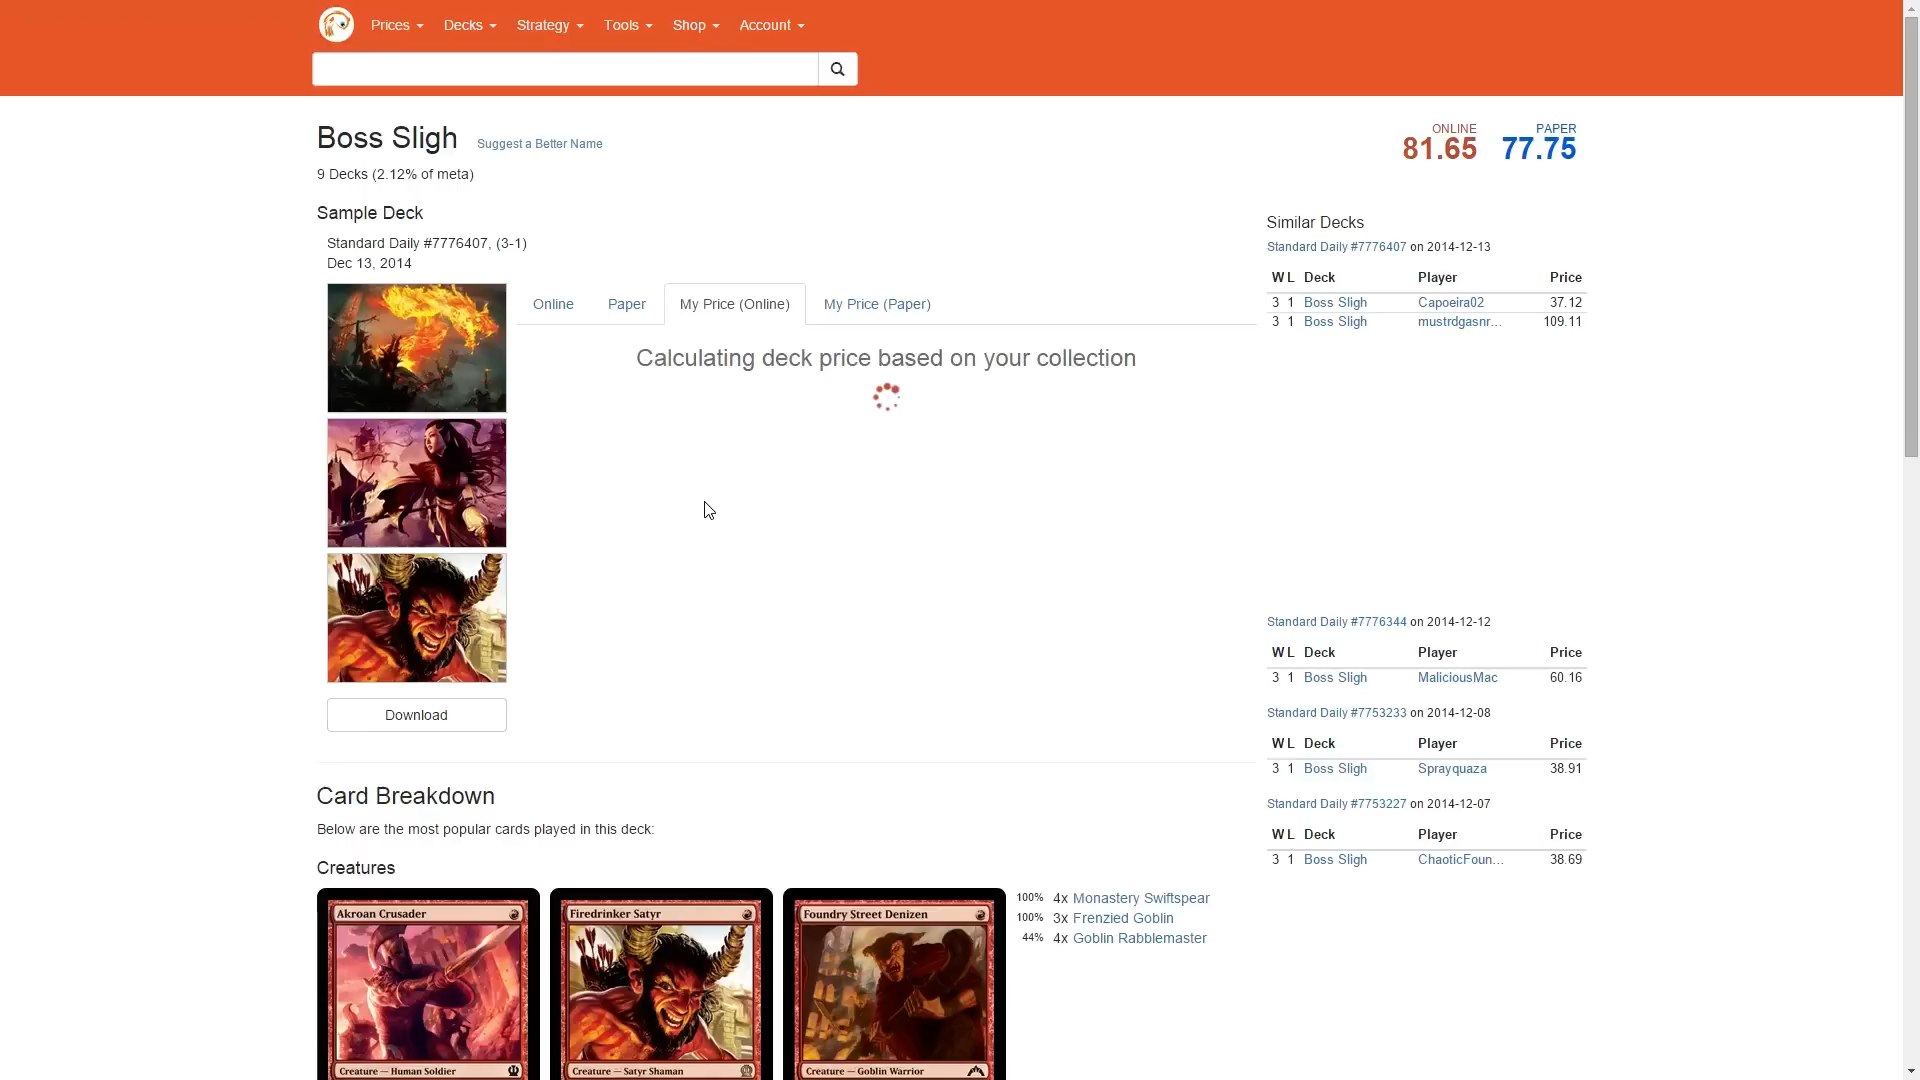 Prices
Decks
Strategy
Tools
Shop
Account
Boss Sligh
Suggest a Better Name
9 Decks (2.12% of meta)
ONLINE
81.65
PAPER
77.75
Sample Deck
Standard Daily #7776407, (3-1)
Dec 13, 2014
Online
Paper
My Price (Online)
My Price (Paper)
Calculating deck price based on your collection
Download
Similar Decks
Standard Daily #7776407 on 2014-12-13
W L Deck Player Price
3 1 Boss Sligh Capoeira02 37.12
3 1 Boss Sligh mustrdgasnr... 109.11
Standard Daily #7776344 on 2014-12-12
W L Deck Player Price
3 1 Boss Sligh MaliciousMac 60.16
Standard Daily #7753233 on 2014-12-08
W L Deck Player Price
3 1 Boss Sligh Sprayquaza 38.91
Standard Daily #7753227 on 2014-12-07
W L Deck Player Price
3 1 Boss Sligh ChaoticFoun... 38.69
Card Breakdown
Below are the most popular cards played in this deck:
Creatures
Akroan Crusader
Creature — Human Soldier
Firedrinker Satyr
Creature — Satyr Shaman
Foundry Street Denizen
Creature — Goblin Warrior
100% 4x Monastery Swiftspear
100% 3x Frenzied Goblin
44% 4x Goblin Rabblemaster